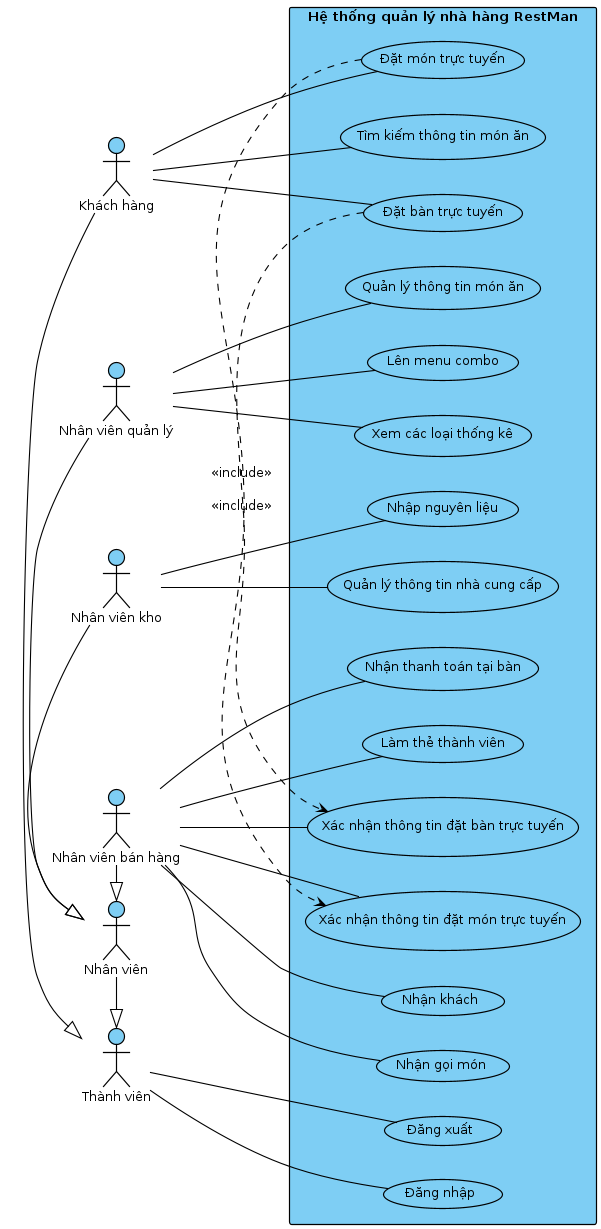 Hệ thống quản lý nhà hàng RestMan
Đặt món trực tuyến
Tìm kiếm thông tin món ăn
Khách hàng
Đặt bàn trực tuyến
Quản lý thông tin món ăn
Lên menu combo
Nhân viên quản lý
Xem các loại thống kê
«include»
«include»
Nhập nguyên liệu
Quản lý thông tin nhà cung cấp
Nhân viên kho
Nhận thanh toán tại bàn
Làm thẻ thành viên
Xác nhận thông tin đặt bàn trực tuyến
Nhân viên bán hàng
Xác nhận thông tin đặt món trực tuyến
Nhân viên
Nhận khách
Nhận gọi món
Thành viên
Đăng xuất
Đăng nhập